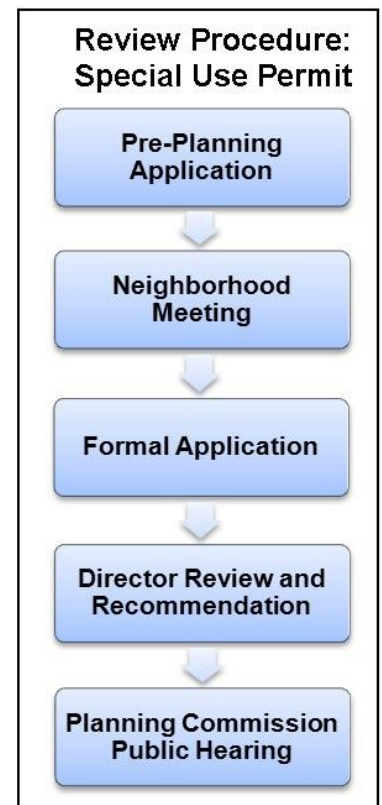 Review Procedure:
Special Use Permit
Pre-Planning
Application
Neighborhood
Meeting
Formal Application
Director Review and
Recommendation
Planning Commission
Public Hearing